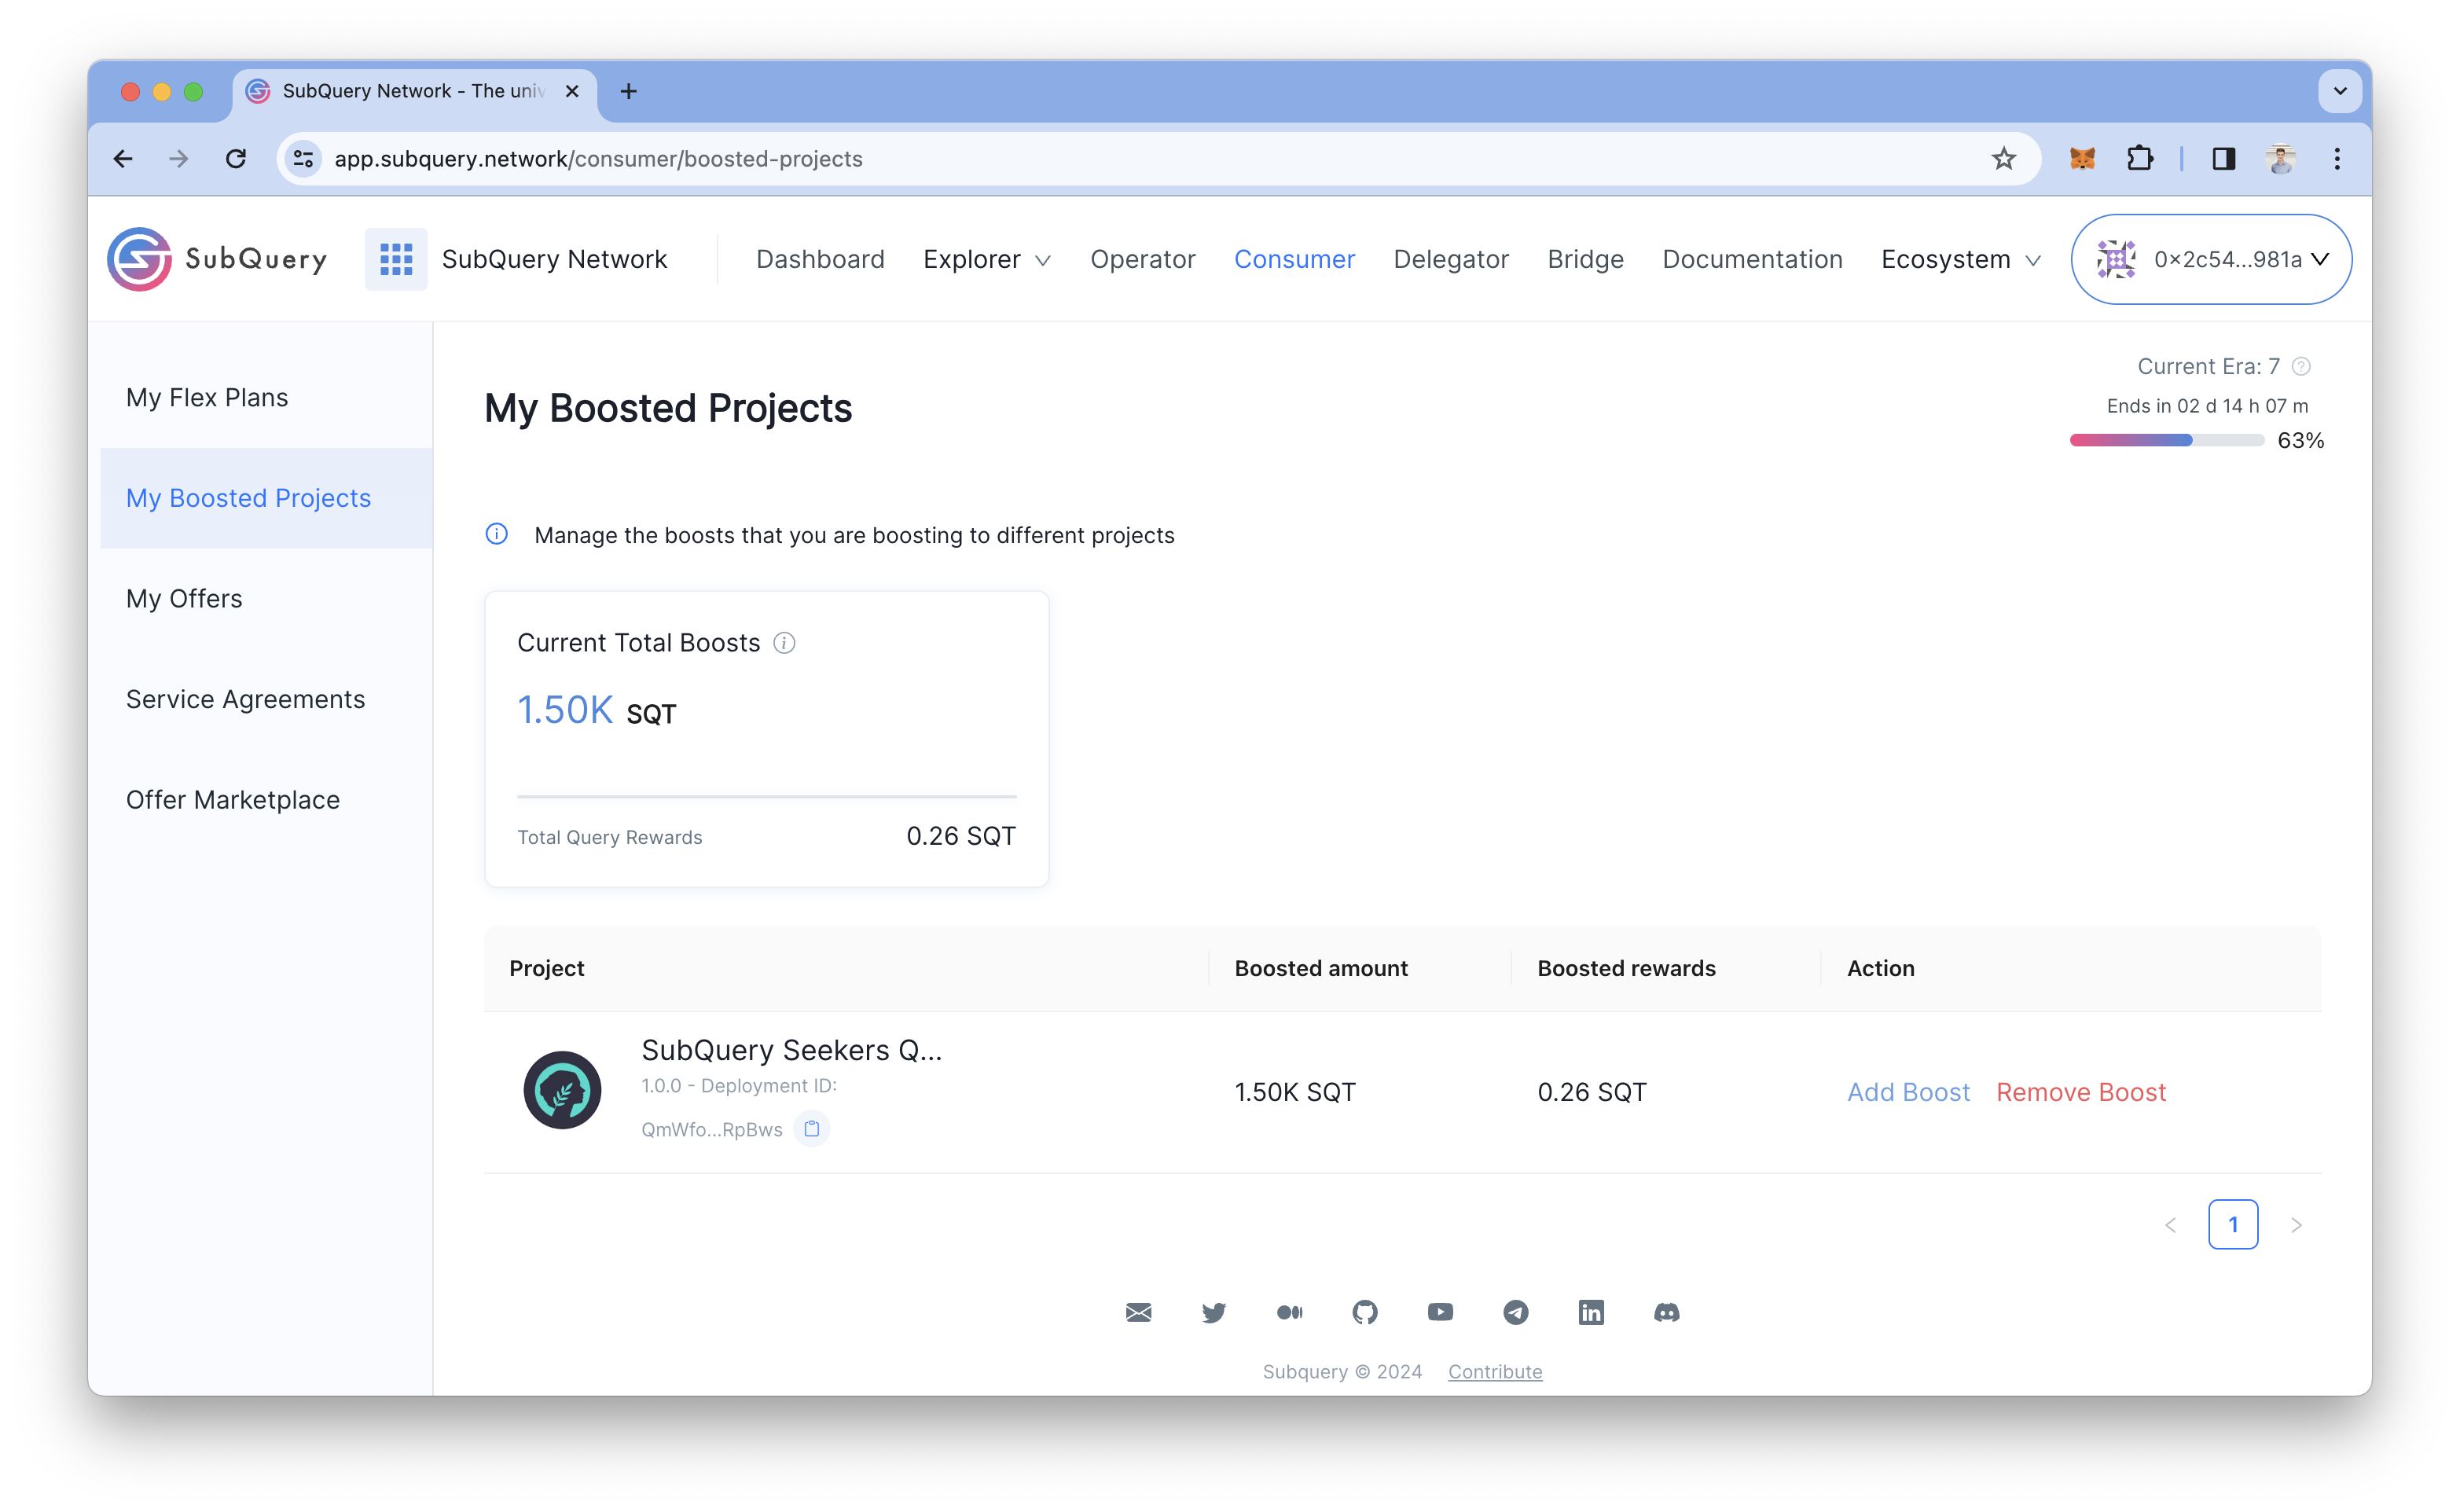 SubQuery Network - The univ
app.subquery.network/consumer/boosted-projects
SubQuery
SubQuery Network
Dashboard
Explorer
Operator
Consumer
Delegator
Bridge
Documentation
Ecosystem
0x2c54...981a
My Flex Plans
My Boosted Projects
My Offers
Service Agreements
Offer Marketplace
Current Era: 7
Ends in 02 d 14 h 07 m
63%
My Boosted Projects
Manage the boosts that you are boosting to different projects
Current Total Boosts
1.50K SQT
Total Query Rewards 0.26 SQT
Project Boosted amount Boosted rewards Action
SubQuery Seekers Q...
1.0.0 - Deployment ID:
QmWfo...RpBws
1.50K SQT 0.26 SQT Add Boost Remove Boost
1
Subquery © 2024 Contribute